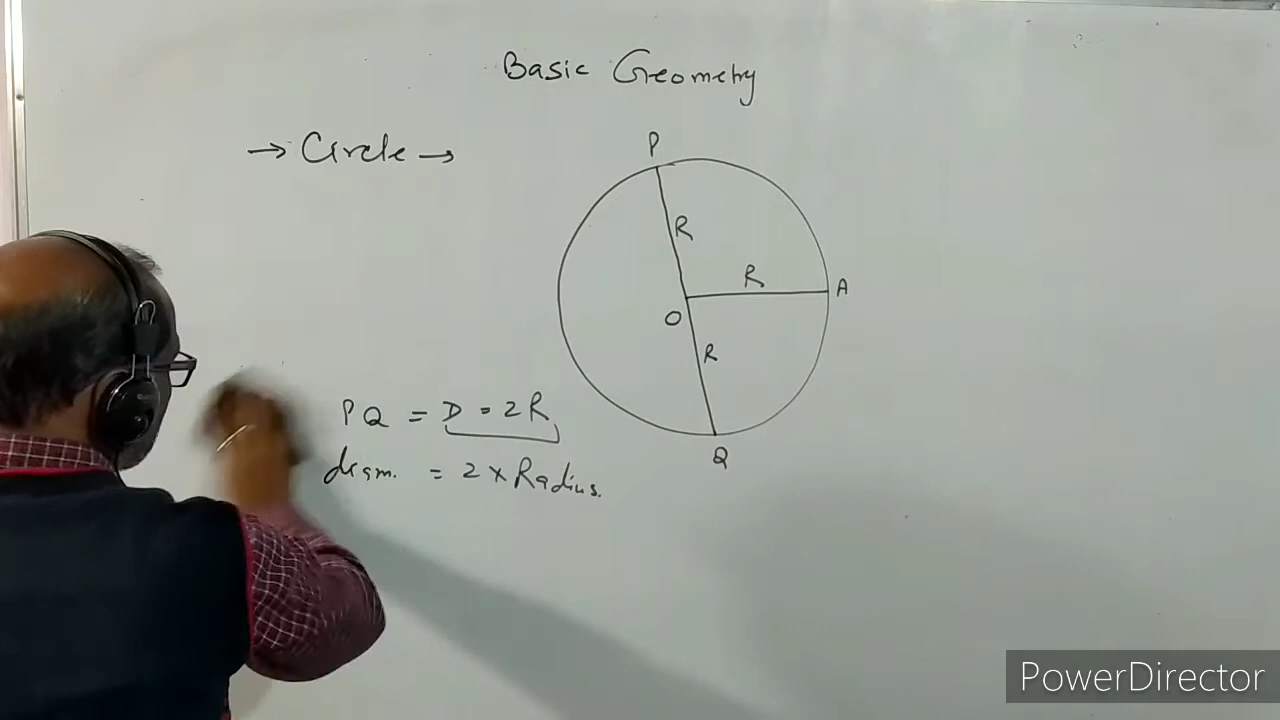 Basic Geometry
→ Circle →
P
R
R
A
O
R
PQ = D = 2R
Q
diam. = 2 × Radius.
PowerDirector